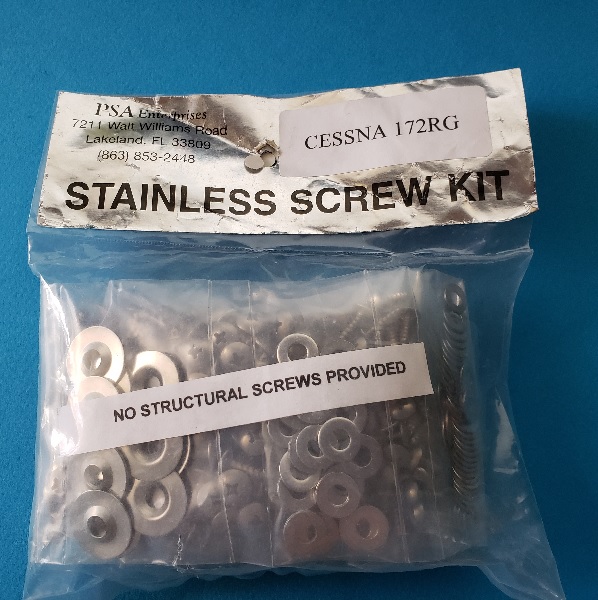 PSA Enterprises
7211 Walt Williams Road
Lakeland, FL 33809
(863) 853-2448
CESSNA 172RG
STAINLESS SCREW KIT
NO STRUCTURAL SCREWS PROVIDED